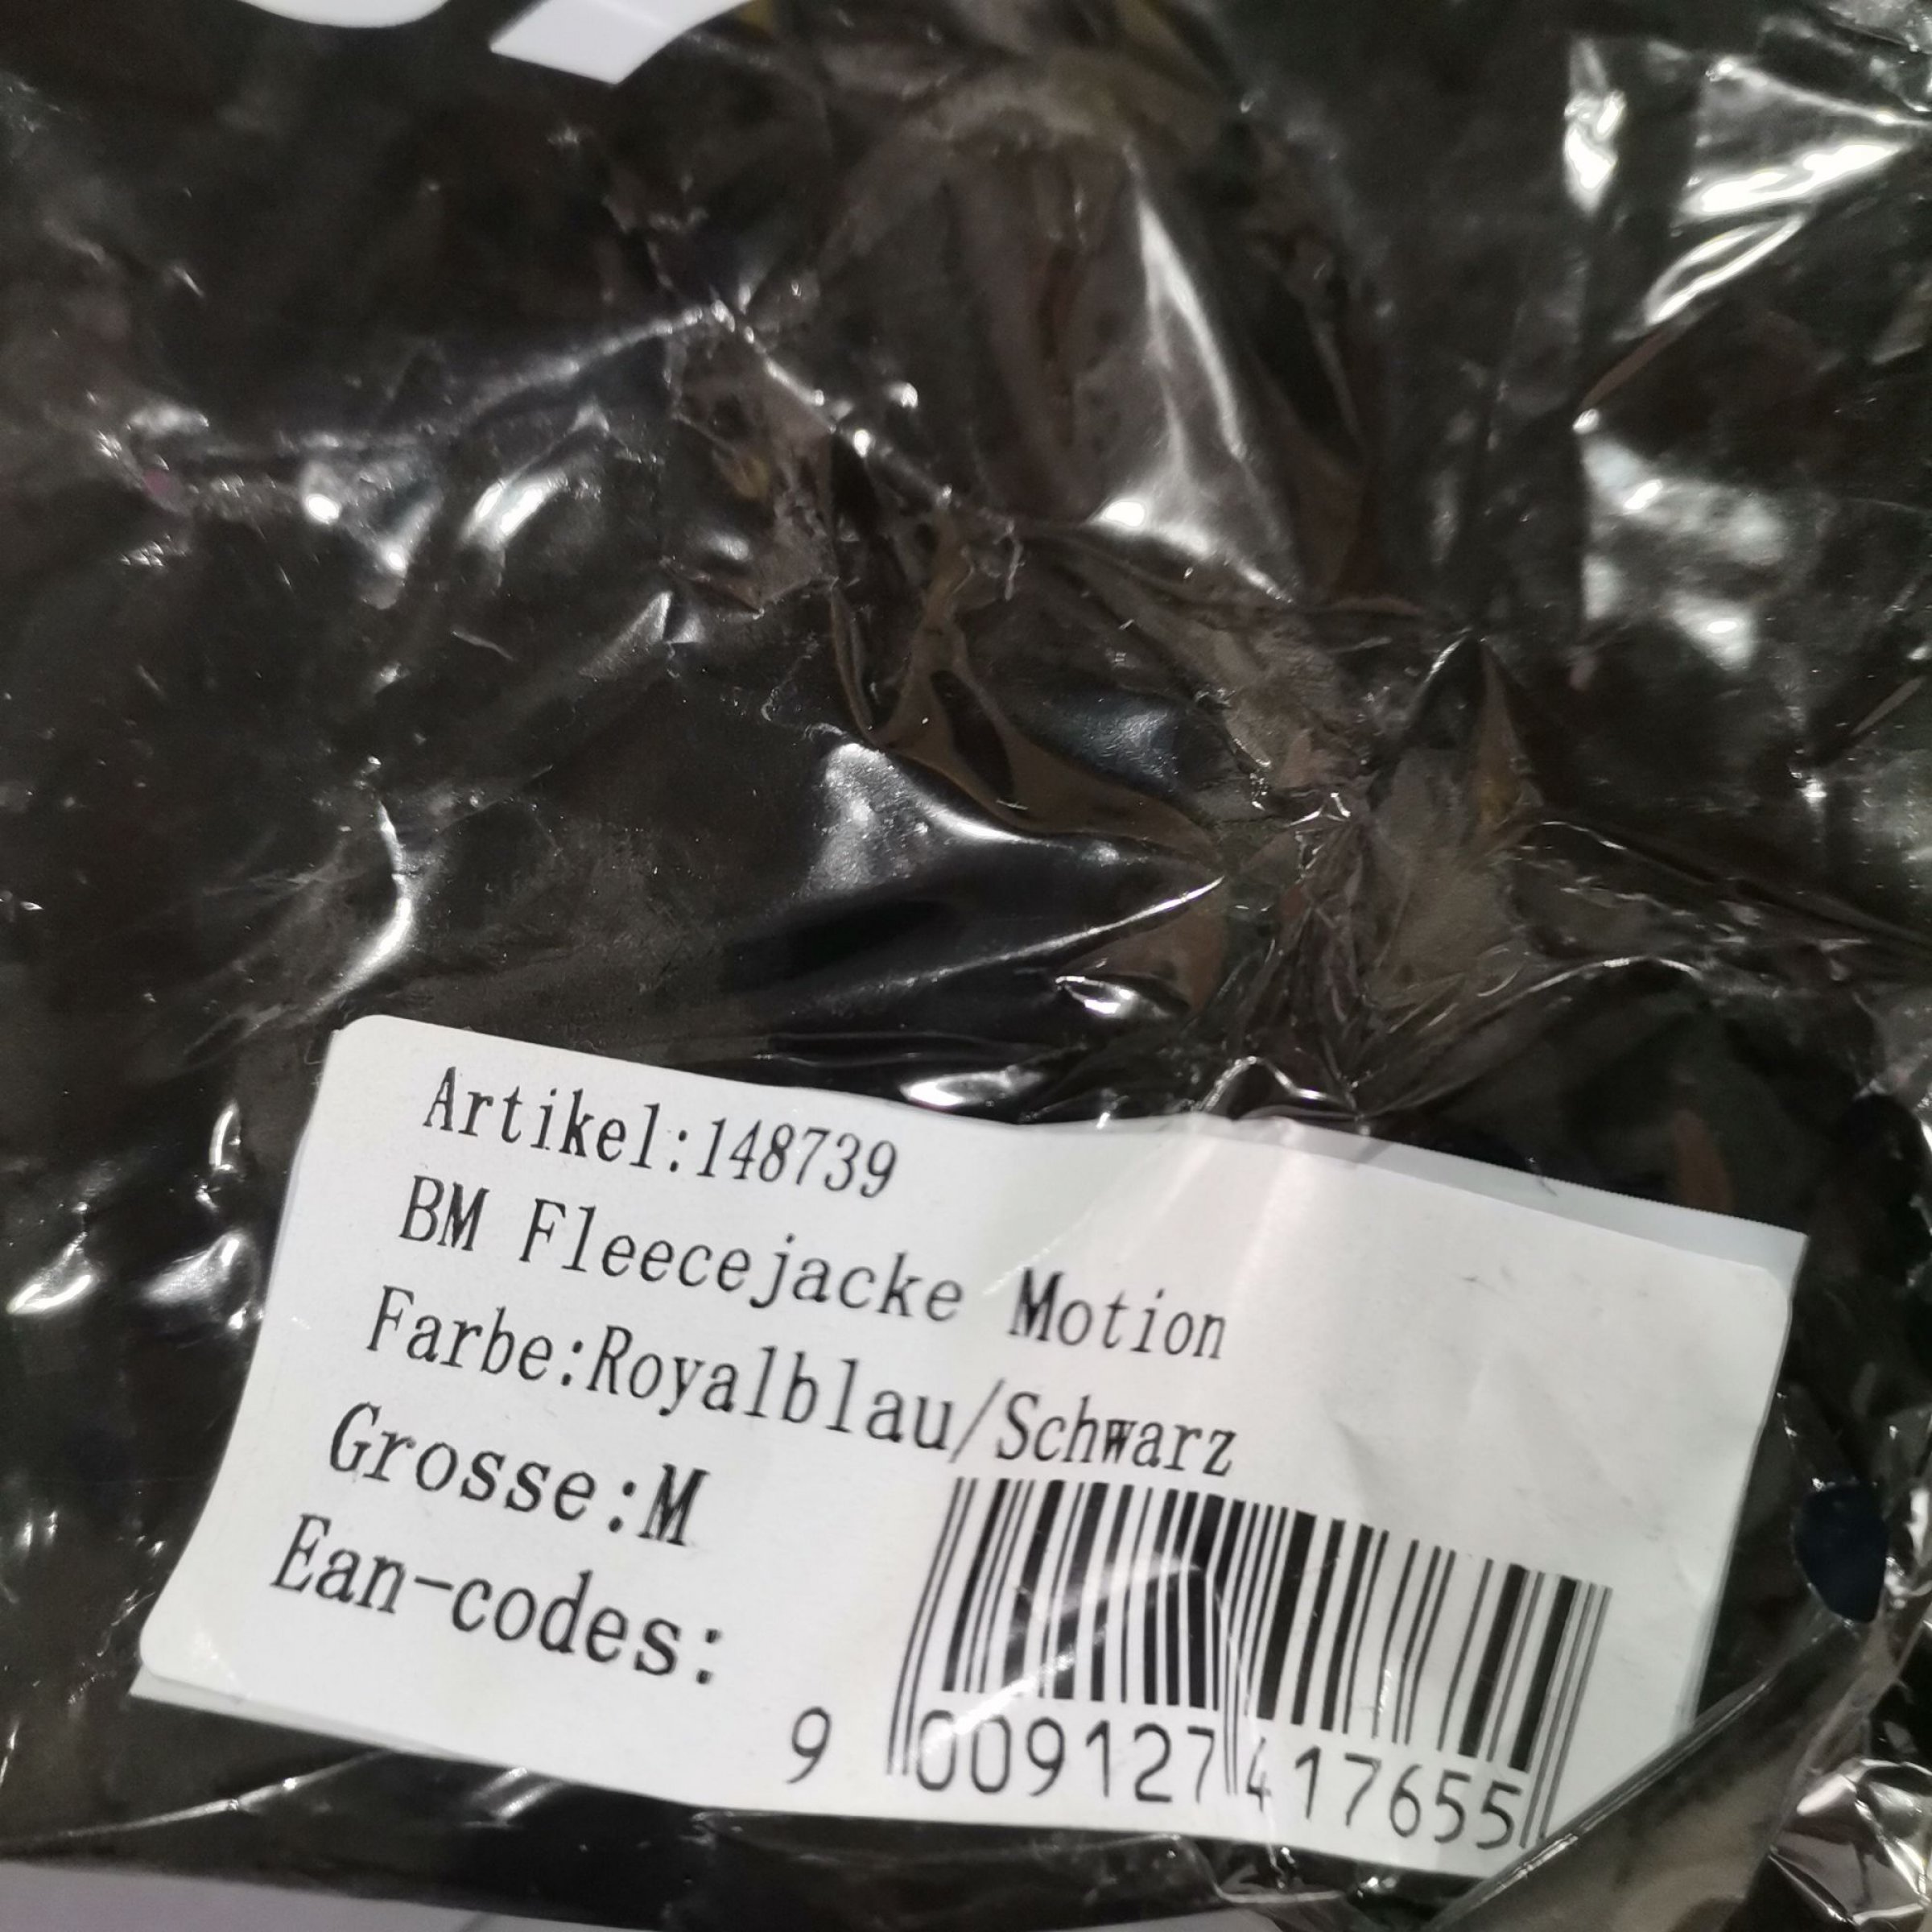 Artikel:148739
BM Fleecejacke Motion
Farbe:Royalblau/Schwarz
Grosse:M
Ean-codes:
9 009127 417655